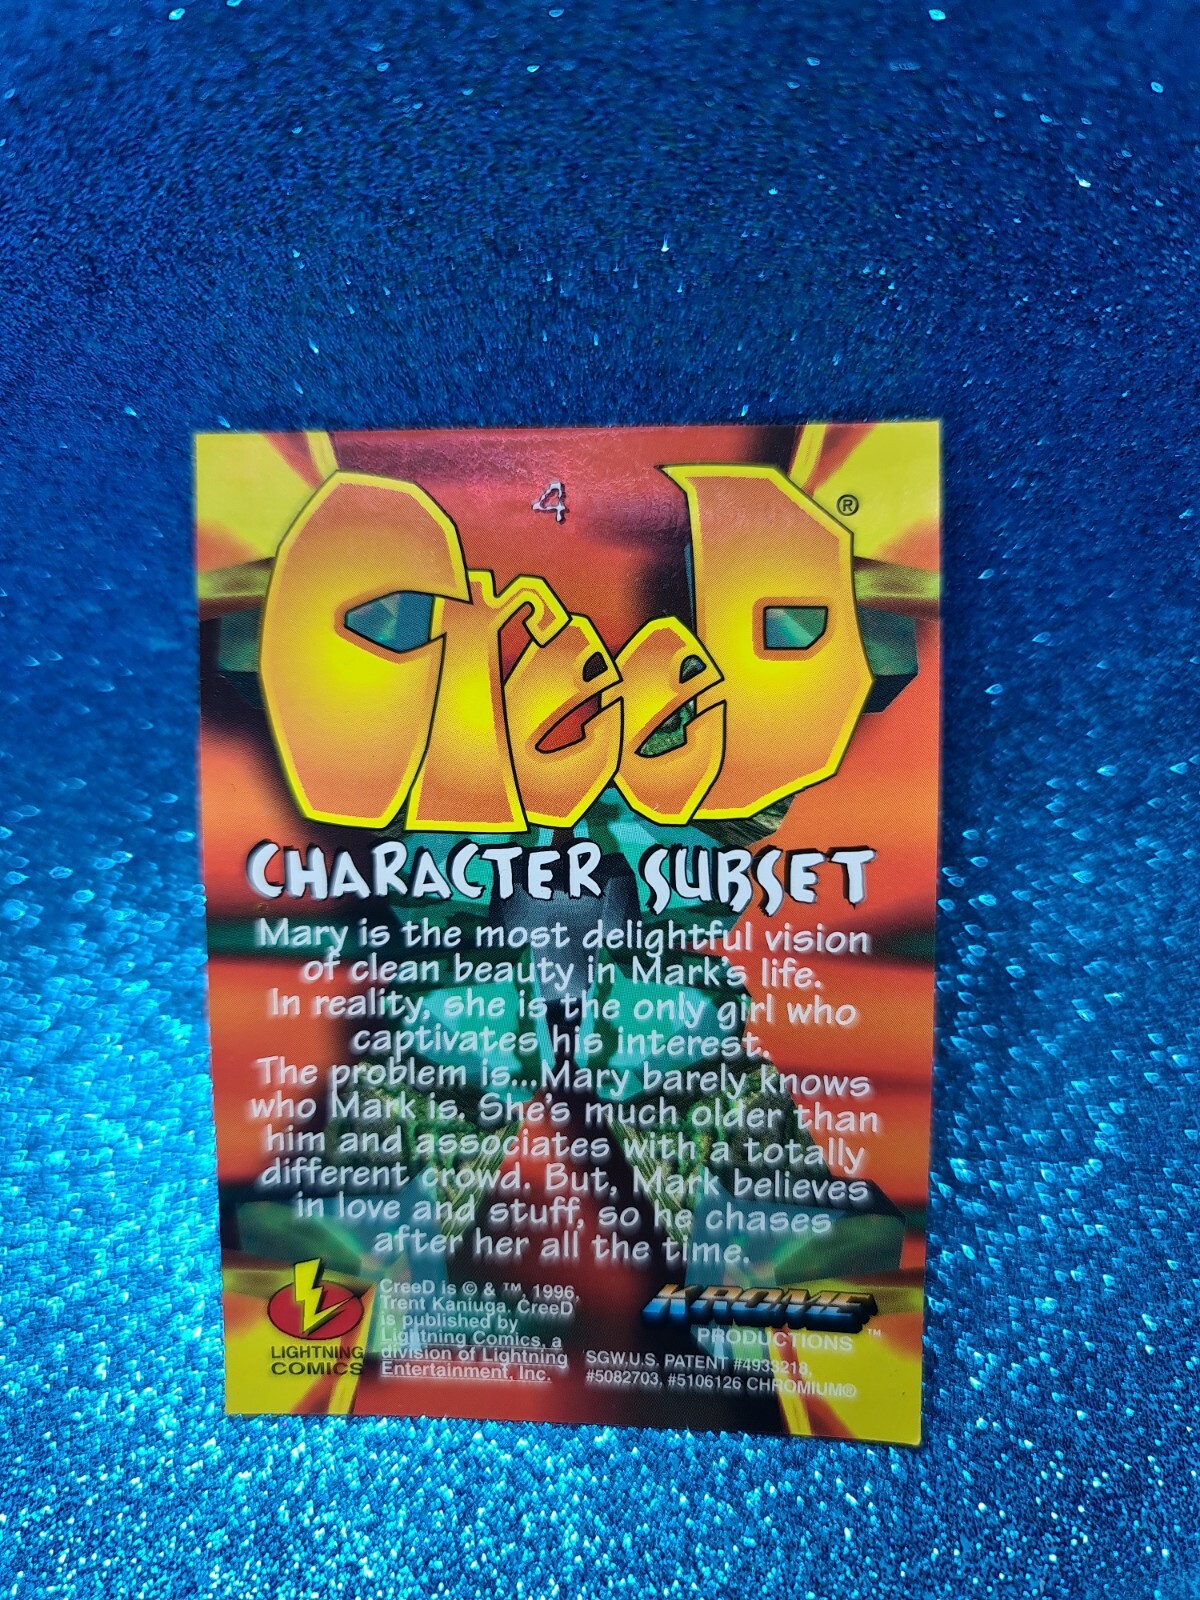 4
CreeD®
CHARACTER SUBSET
Mary is the most delightful vision
of clean beauty in Mark's life.
In reality, she is the only girl who
captivates his interest.
The problem is...Mary barely knows
who Mark is. She's much older than
him and associates with a totally
different crowd. But, Mark believes
in love and stuff, so he chases
after her all the time.
LIGHTNING
COMICS
CreeD is © & ™, 1996,
Trent Kaniuga. CreeD
is published by
Lightning Comics, a
division of Lightning
Entertainment, Inc.
KROME™
PRODUCTIONS
SGW,U.S. PATENT #4933218,
#5082703, #5106126 CHROMIUM®